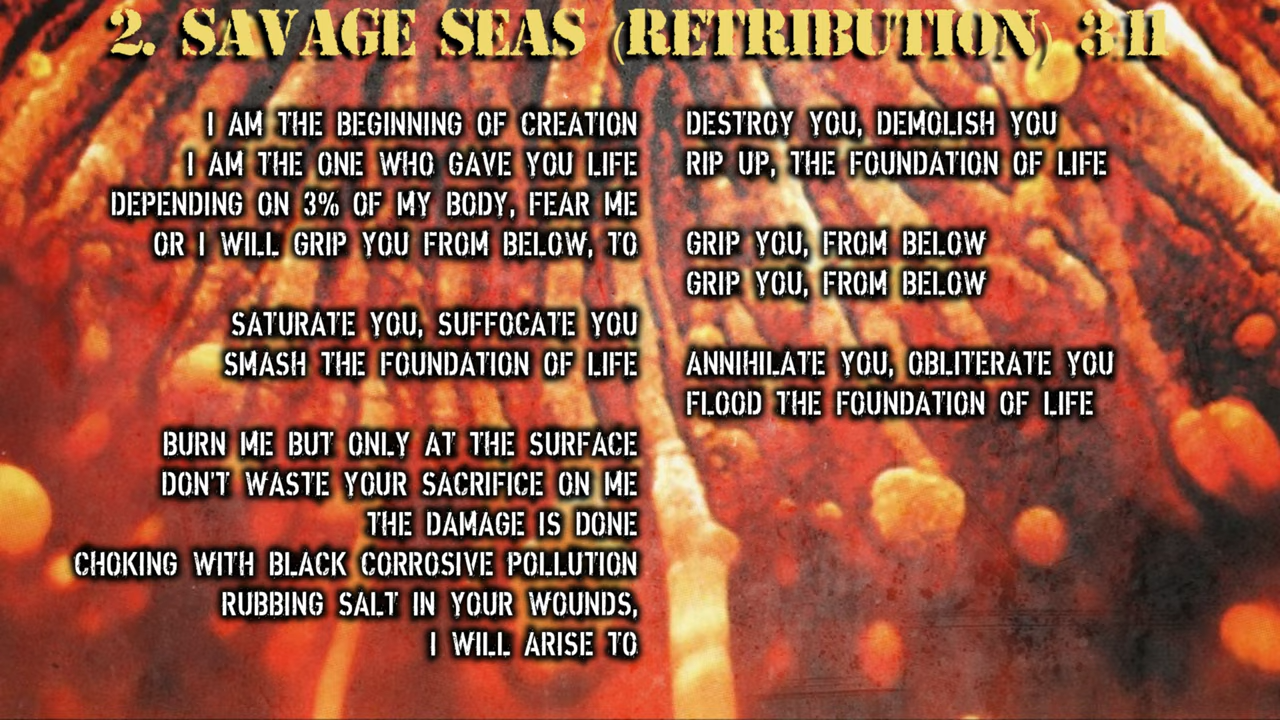 2. SAVAGE SEAS (RETRIBUTION) 3:11
I AM THE BEGINNING OF CREATION
I AM THE ONE WHO GAVE YOU LIFE
DEPENDING ON 3% OF MY BODY, FEAR ME
OR I WILL GRIP YOU FROM BELOW, TO
SATURATE YOU, SUFFOCATE YOU
SMASH THE FOUNDATION OF LIFE
BURN ME BUT ONLY AT THE SURFACE
DON'T WASTE YOUR SACRIFICE ON ME
THE DAMAGE IS DONE
CHOKING WITH BLACK CORROSIVE POLLUTION
RUBBING SALT IN YOUR WOUNDS,
I WILL ARISE TO
DESTROY YOU, DEMOLISH YOU
RIP UP, THE FOUNDATION OF LIFE
GRIP YOU, FROM BELOW
GRIP YOU, FROM BELOW
ANNIHILATE YOU, OBLITERATE YOU
FLOOD THE FOUNDATION OF LIFE